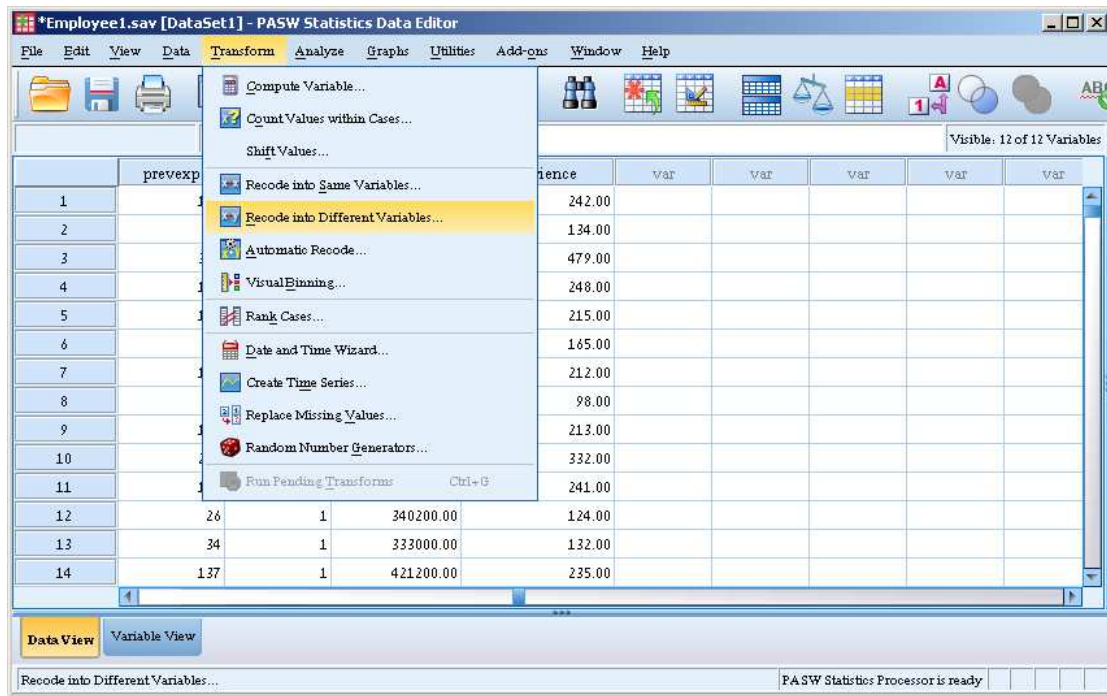 *Employee1.sav [DataSet1] - PASW Statistics Data Editor
File Edit View Data Transform Analyze Graphs Utilities Add-ons Window Help
Compute Variable...
Count Values within Cases...
Shift Values...
Recode into Same Variables...
Recode into Different Variables...
Automatic Recode...
Visual Binning...
Rank Cases...
Date and Time Wizard...
Create Time Series...
Replace Missing Values...
Random Number Generators...
Run Pending Transforms Ctrl+G
A
1
Visible: 12 of 12 Variables
prevexp var var var var var
1 242.00
2 134.00
3 479.00
4 248.00
5 215.00
6 165.00
7 212.00
8 98.00
9 213.00
10 332.00
11 241.00
12 26 1 340200.00 124.00
13 34 1 333000.00 132.00
14 137 1 421200.00 235.00
Data View Variable View
Recode into Different Variables... PASW Statistics Processor is ready